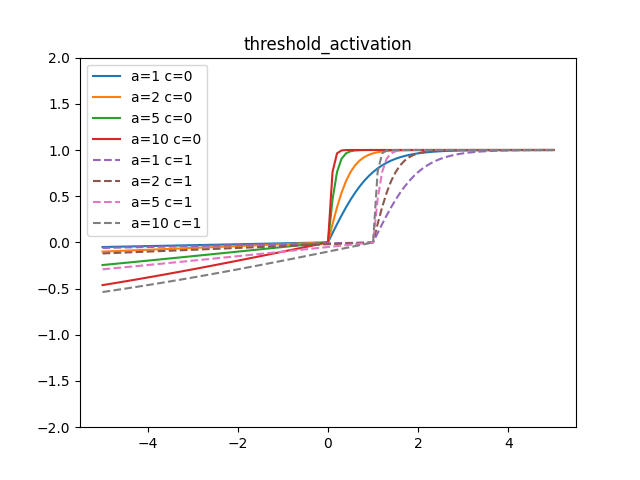 threshold_activation
2.0
1.5
1.0
0.5
0.0
−0.5
−1.0
−1.5
−2.0
a=1 c=0
a=2 c=0
a=5 c=0
a=10 c=0
a=1 c=1
a=2 c=1
a=5 c=1
a=10 c=1
−4 −2 0 2 4